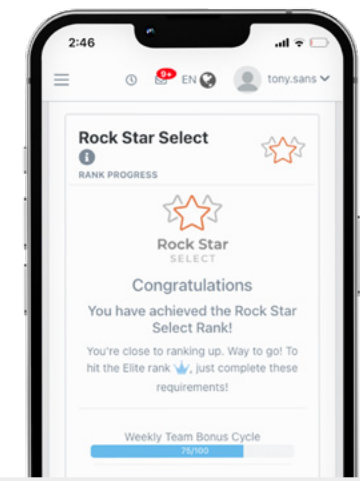 2:46
9+
EN
tony.sans
Rock Star Select
i
RANK PROGRESS
Rock Star
SELECT
Congratulations
You have achieved the Rock Star
Select Rank!
You're close to ranking up. Way to go! To
hit the Elite rank , just complete these
requirements!
Weekly Team Bonus Cycle
75/100